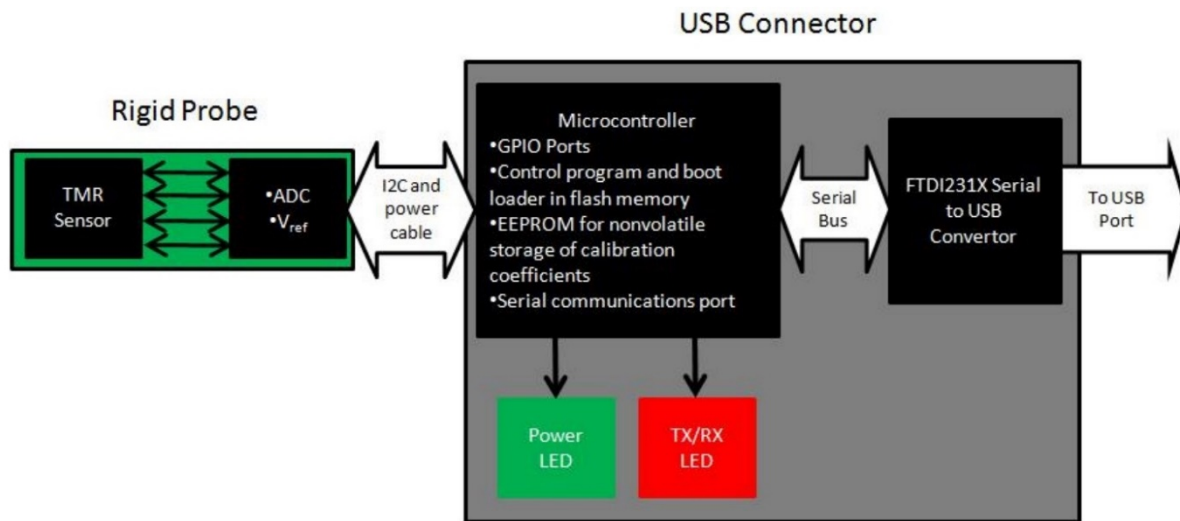 USB Connector
Rigid Probe
TMR
Sensor
•ADC
•Vref
I2C and
power
cable
Microcontroller
•GPIO Ports
•Control program and boot
loader in flash memory
•EEPROM for nonvolatile
storage of calibration
coefficients
•Serial communications port
Serial
Bus
FTDI231X Serial
to USB
Convertor
To USB
Port
Power
LED
TX/RX
LED